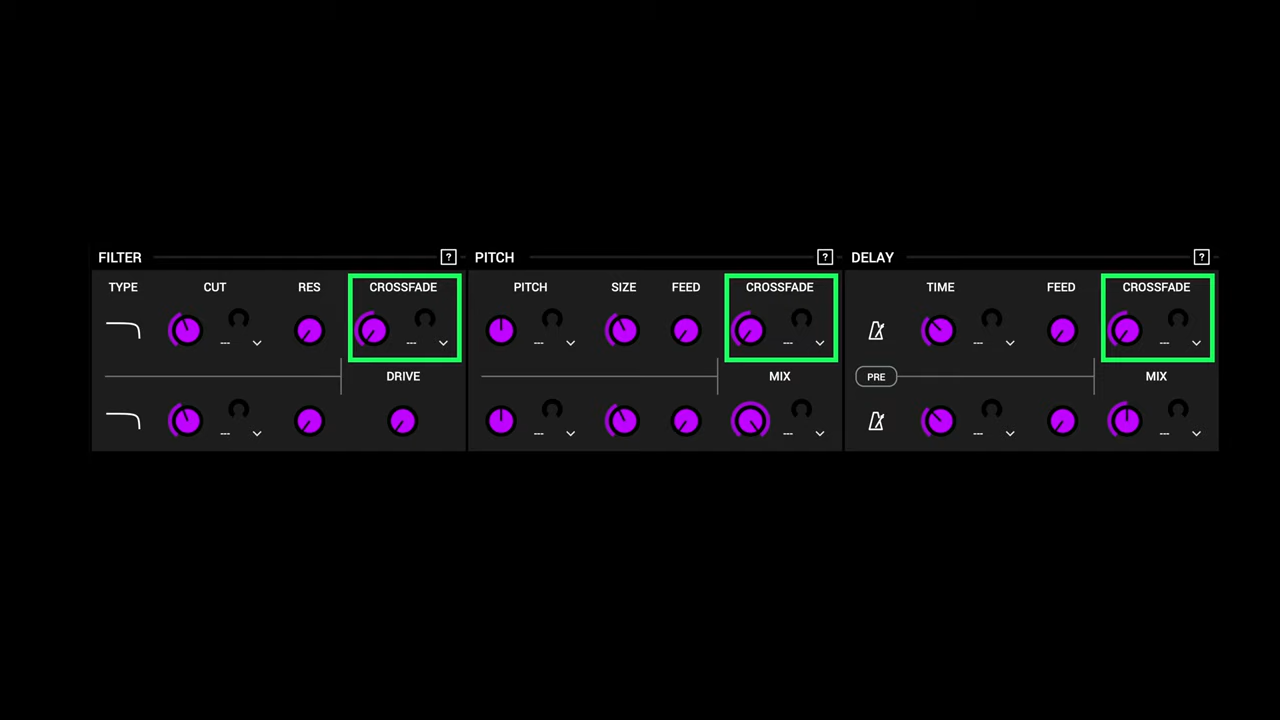 FILTER ? PITCH ? DELAY ?
TYPE CUT RES CROSSFADE PITCH SIZE FEED CROSSFADE TIME FEED CROSSFADE
--- --- --- --- --- ---
DRIVE MIX PRE MIX
--- --- --- --- ---